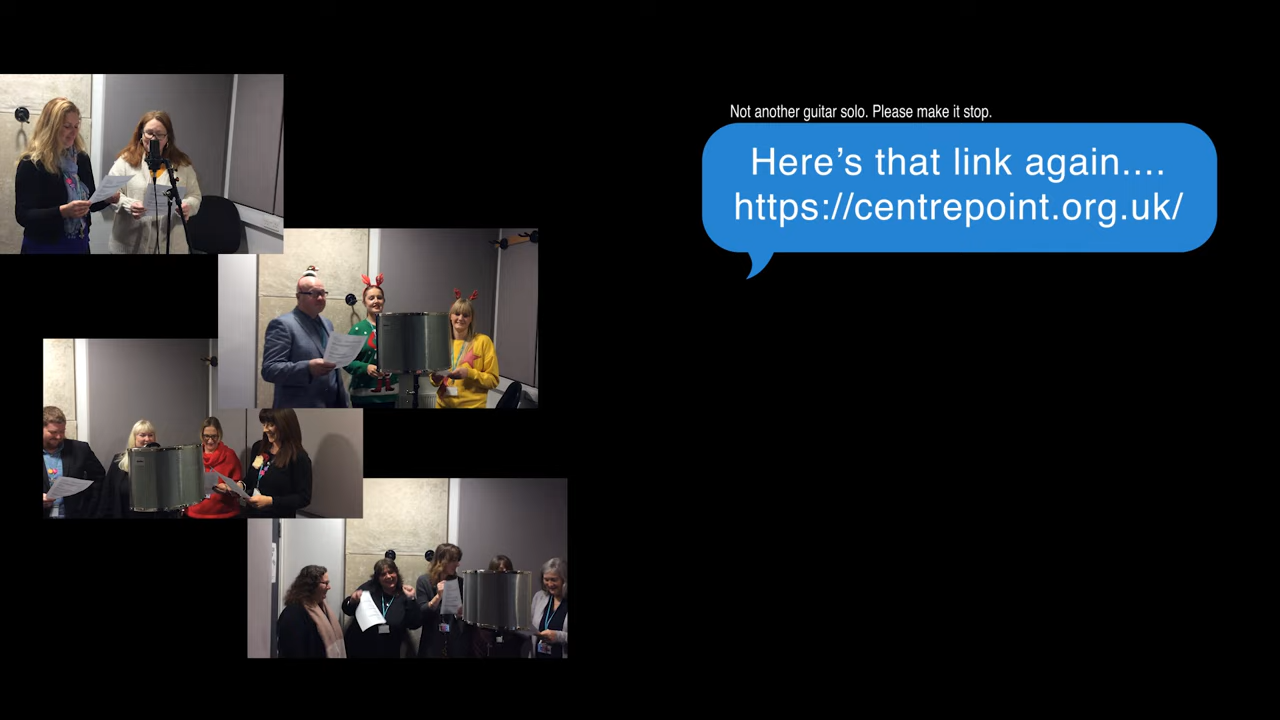 Not another guitar solo. Please make it stop.
Here's that link again....
https://centrepoint.org.uk/